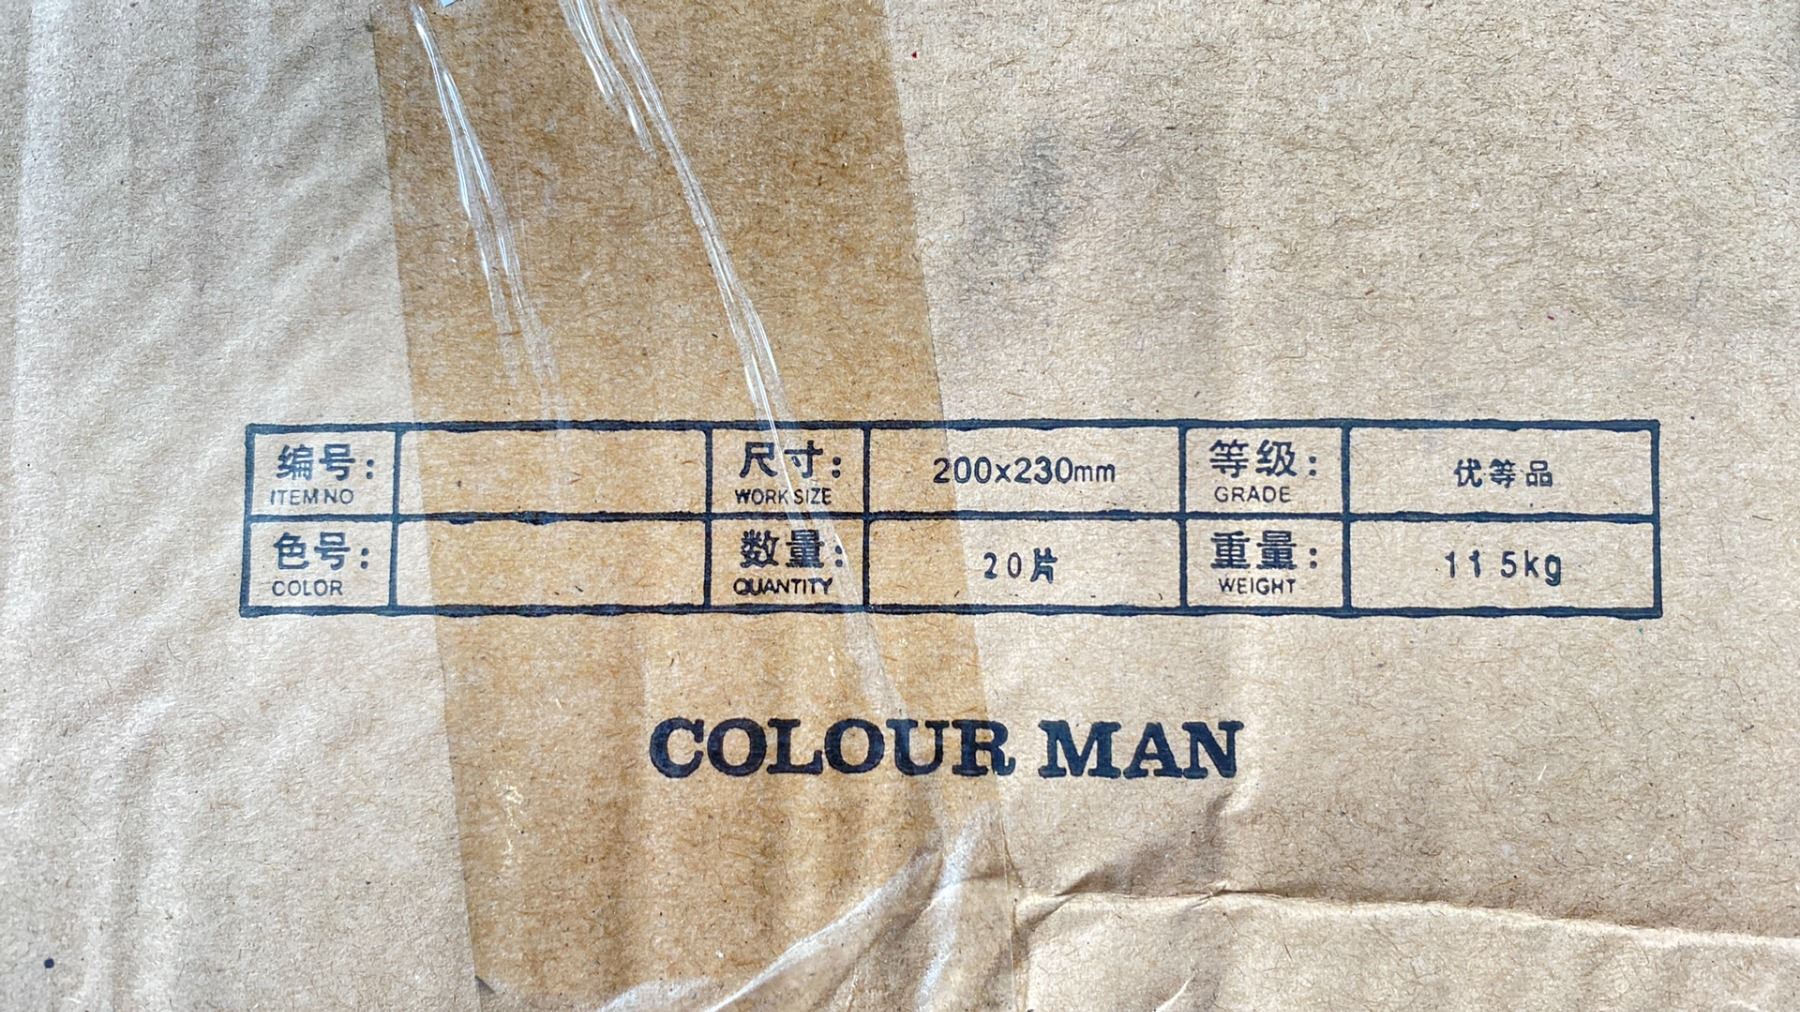 编号: 尺寸: 200x230mm 等级: 优等品
ITEM NO WORK SIZE GRADE
色号: 数量: 20片 重量: 11 5kg
COLOR QUANTITY WEIGHT
COLOUR MAN